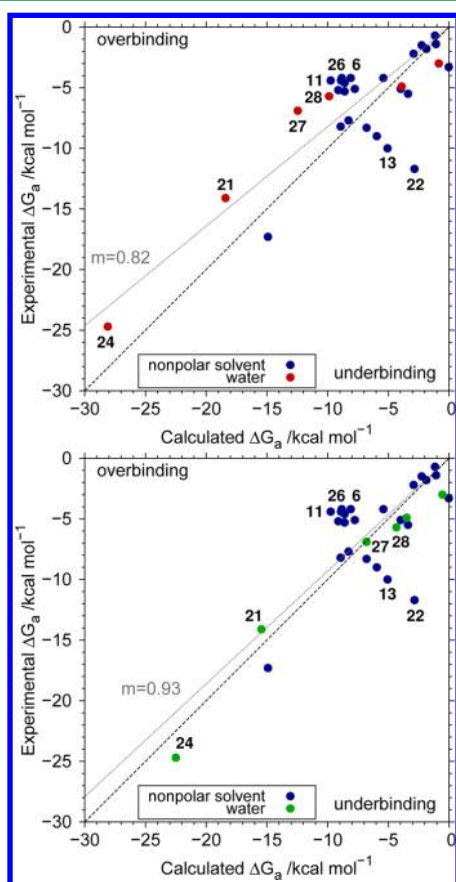 overbinding
26 6
11
28
27
13
21
22
m=0.82
24
nonpolar solvent
water
underbinding
0
−5
−10
−15
−20
−25
−30
Experimental ΔGₐ /kcal mol⁻¹
−30 −25 −20 −15 −10 −5 0
Calculated ΔGₐ /kcal mol⁻¹
overbinding
26 6
11
27 28
13
21
22
m=0.93
24
nonpolar solvent
water
underbinding
0
−5
−10
−15
−20
−25
−30
Experimental ΔGₐ /kcal mol⁻¹
−30 −25 −20 −15 −10 −5 0
Calculated ΔGₐ /kcal mol⁻¹